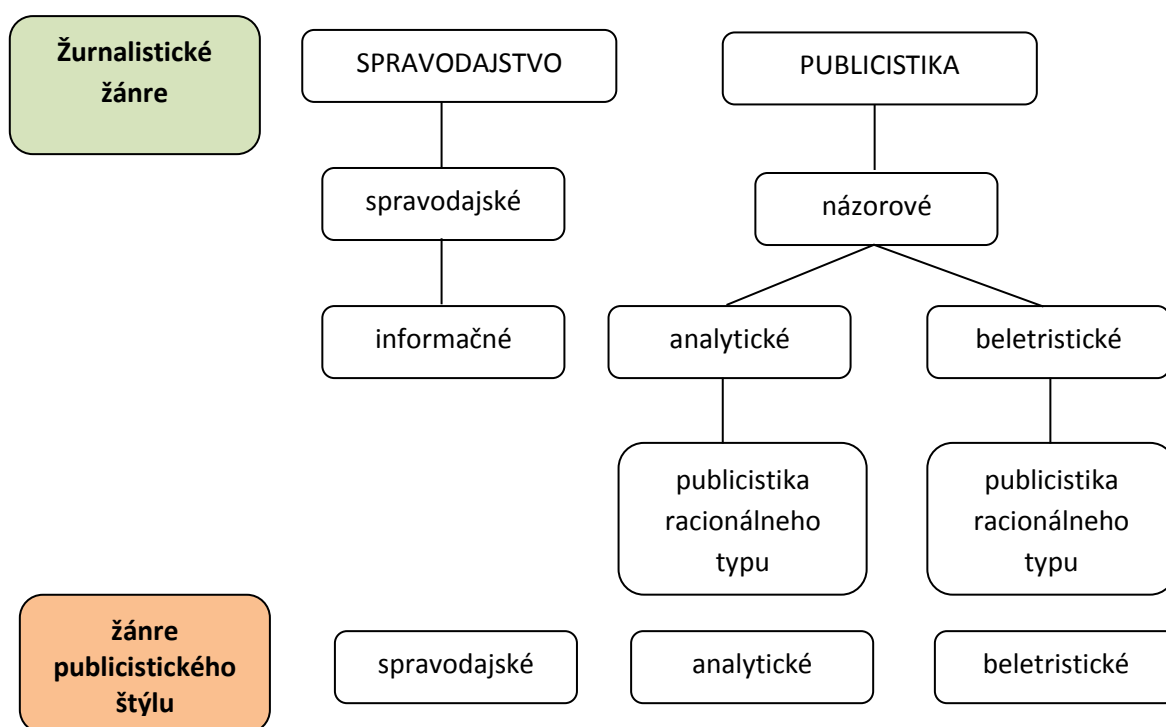 Žurnalistické
žánre
SPRAVODAJSTVO
PUBLICISTIKA
spravodajské
názorové
informačné
analytické
beletristické
publicistika
racionálneho
typu
publicistika
racionálneho
typu
žánre
publicistického
štýlu
spravodajské
analytické
beletristické